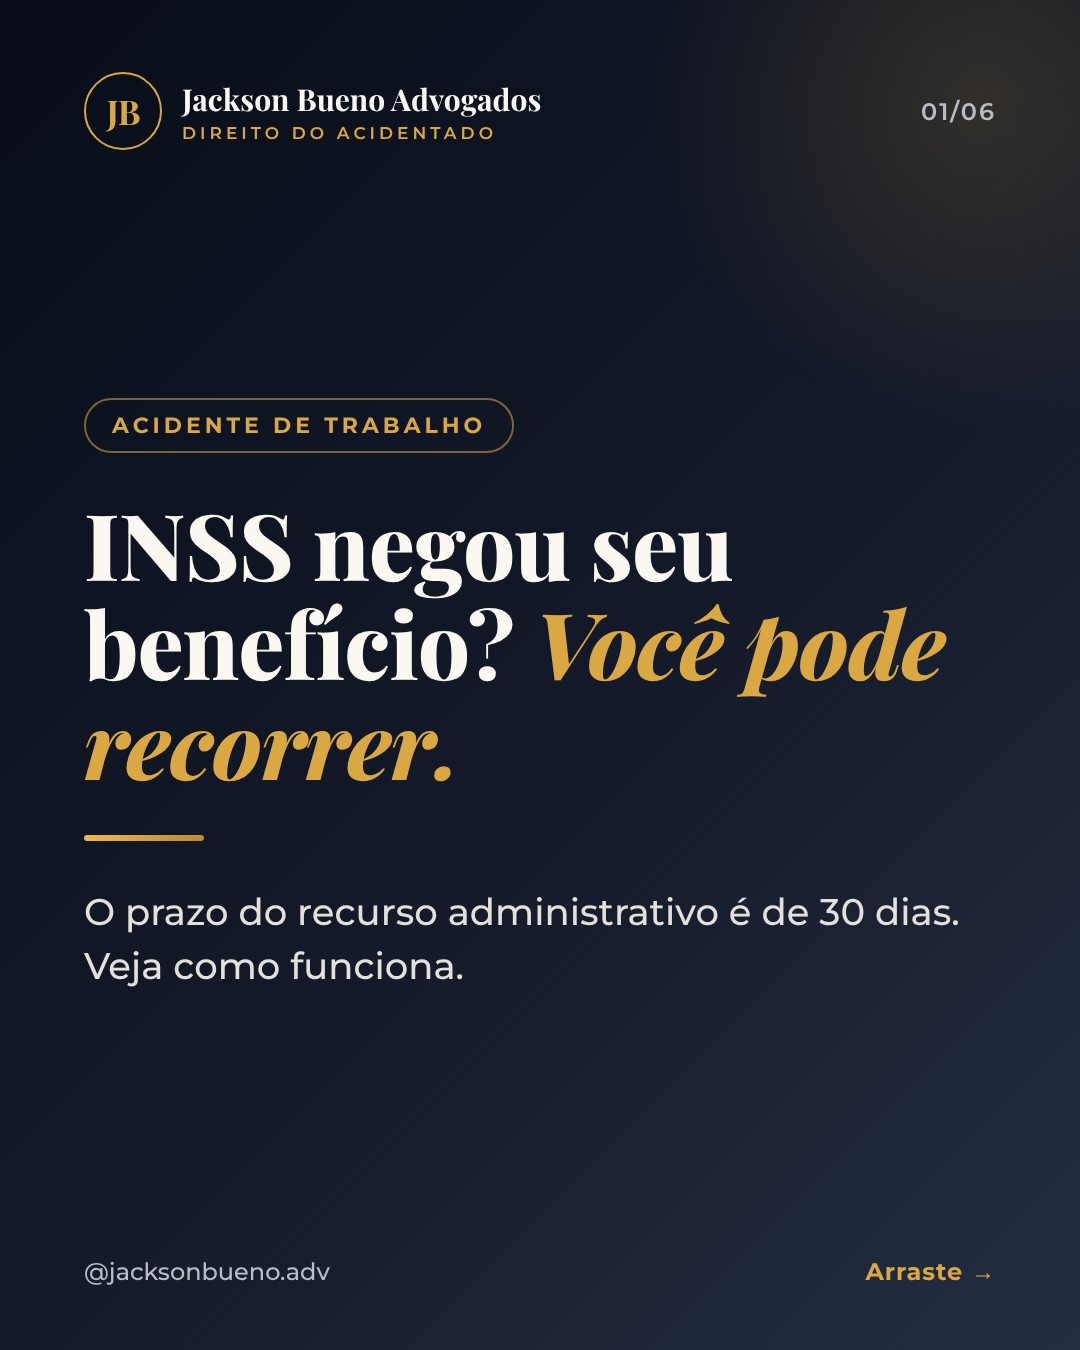 JB
Jackson Bueno Advogados
DIREITO DO ACIDENTADO
01/06
ACIDENTE DE TRABALHO
INSS negou seu
benefício? Você pode
recorrer.
O prazo do recurso administrativo é de 30 dias.
Veja como funciona.
@jacksonbueno.adv
Arraste →